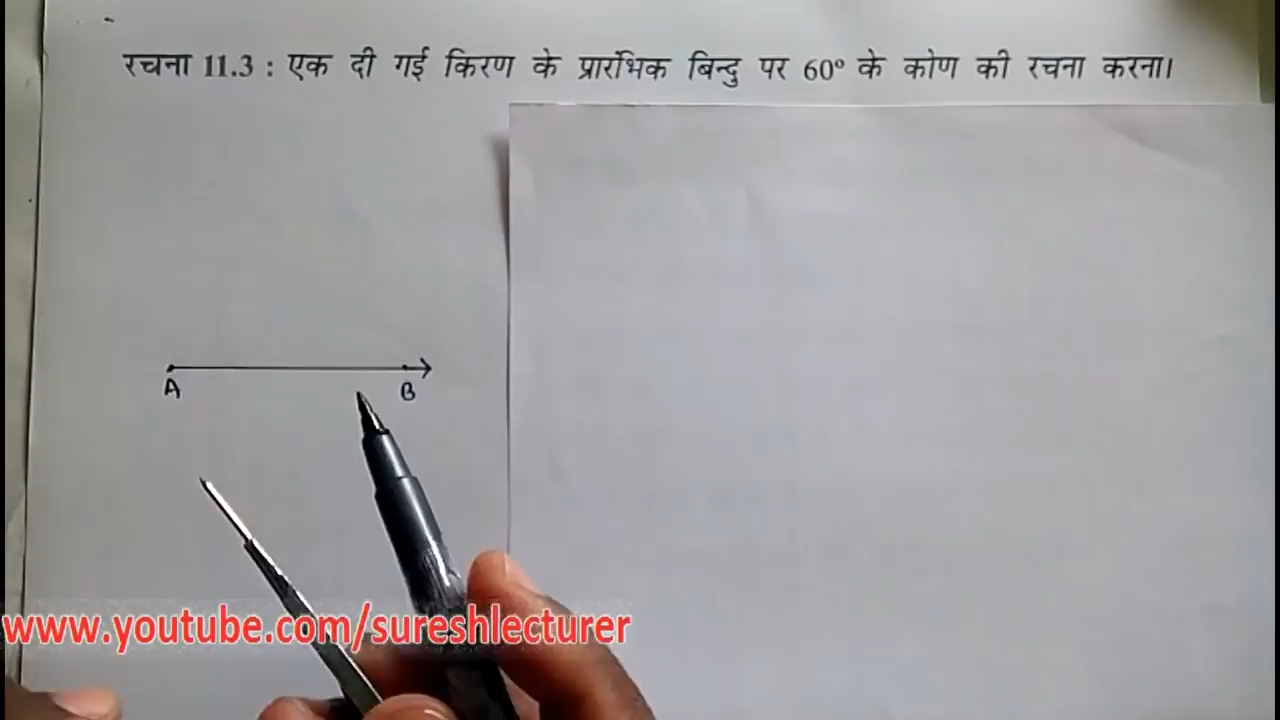 रचना 11.3 : एक दी गई किरण के प्रारंभिक बिन्दु पर 60° के कोण की रचना करना।
A B
www.youtube.com/sureshlecturer